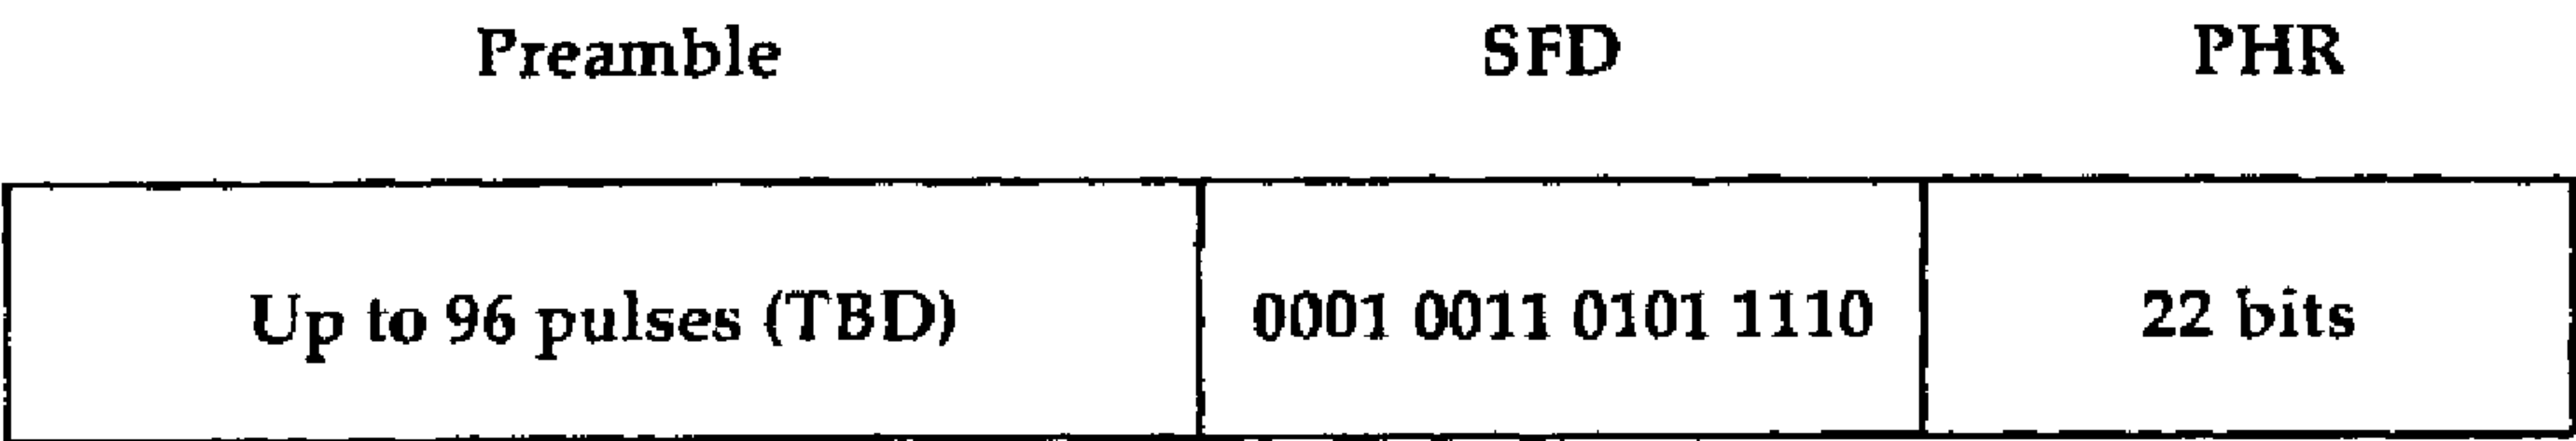 Preamble SFD PHR
Up to 96 pulses (TBD) 0001 0011 0101 1110 22 bits